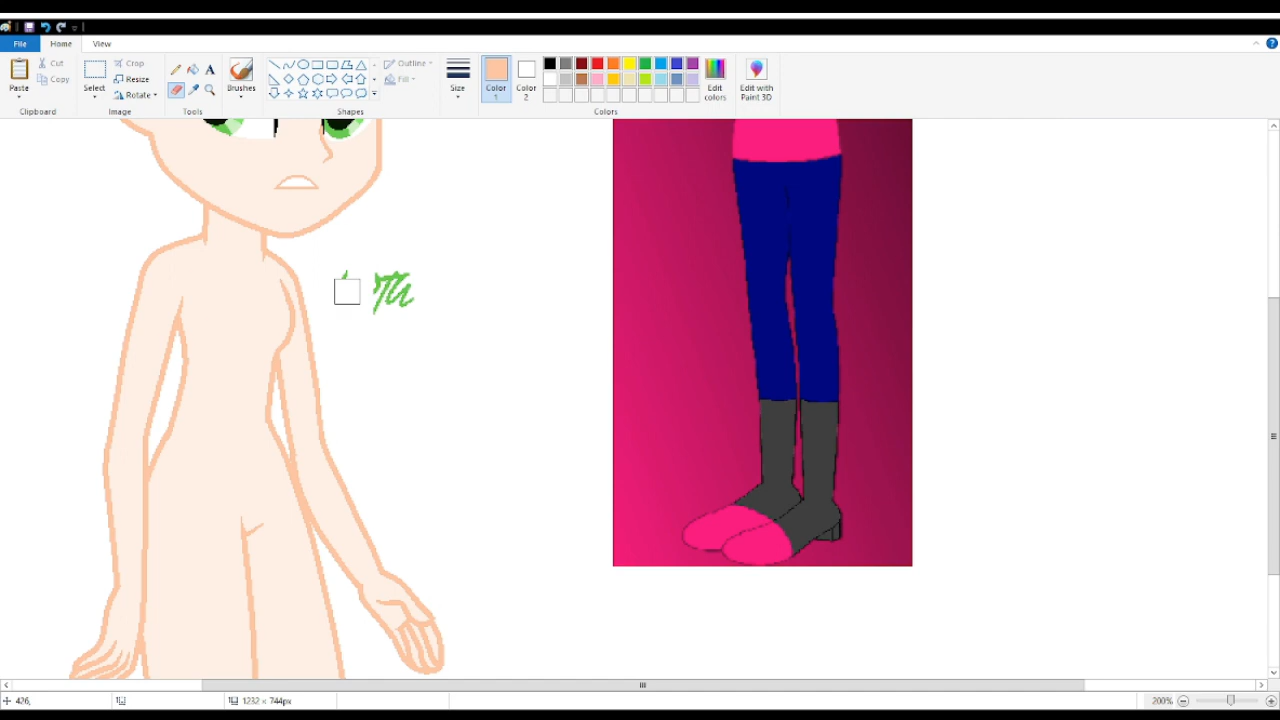 File Home View
Cut Crop Outline
Paste Copy Select Resize Brushes Fill Size Color 1 Color 2 Edit colors Edit with Paint 3D
Rotate
A
Clipboard Image Tools Shapes Colors
426, 1232 × 744px 200%